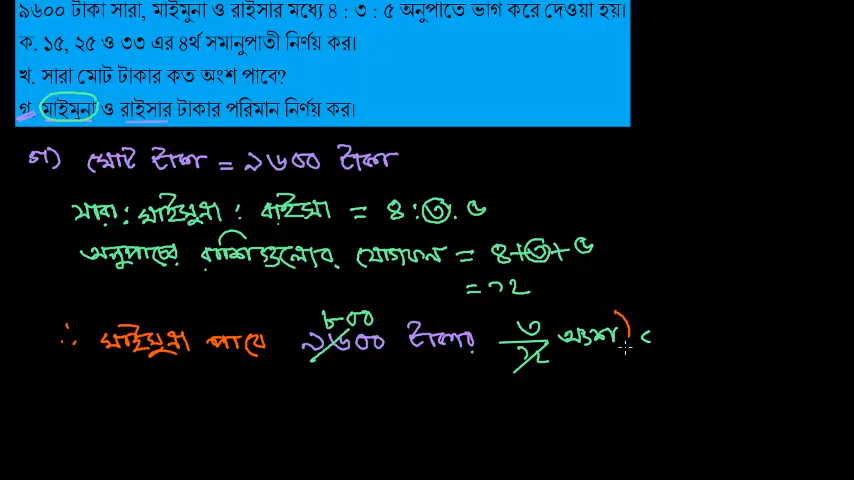 ৯৬০০ টাকা সারা, মাইমুনা ও রাইসার মধ্যে ৪ : ৩ : ৫ অনুপাতে ভাগ করে দেওয়া হয়।
ক. ১৫, ২৫ ও ৩৩ এর ৪র্থ সমানুপাতী নির্ণয় কর।
খ. সারা মোট টাকার কত অংশ পাবে?
গ. মাইমুনা ও রাইসার টাকার পরিমান নির্ণয় কর।
গ) মোট টাকা = ৯৬০০ টাকা
সারা : মাইমুনা : রাইসা = ৪:৩:৫
অনুপাতের রাশিগুলোর যোগফল = ৪+৩+৫
= ১২
৮০০
∴ মাইমুনা পাবে ৯৬০০ টাকার ৩/১২ অংশ